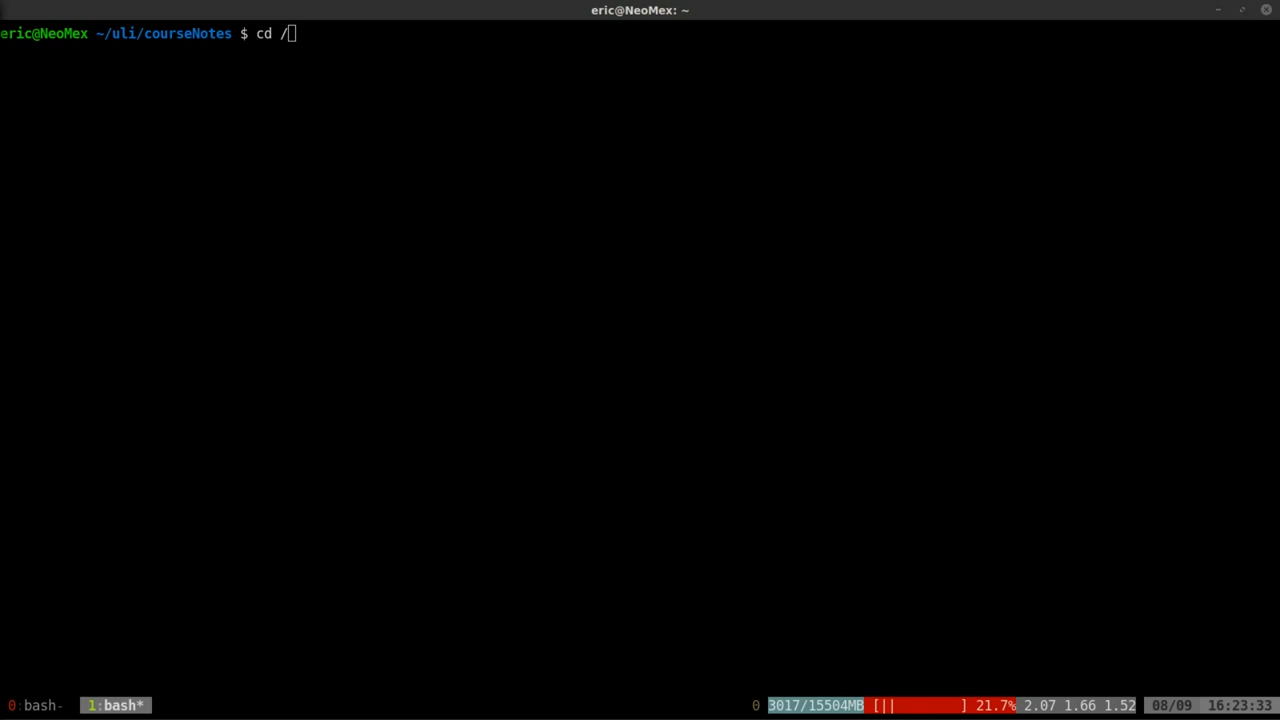 eric@NeoMex: ~
eric@NeoMex ~/uli/courseNotes $ cd /
0:bash- 1:bash* 0 3017/15504MB [|| ] 21.7% 2.07 1.66 1.52 08/09 16:23:33